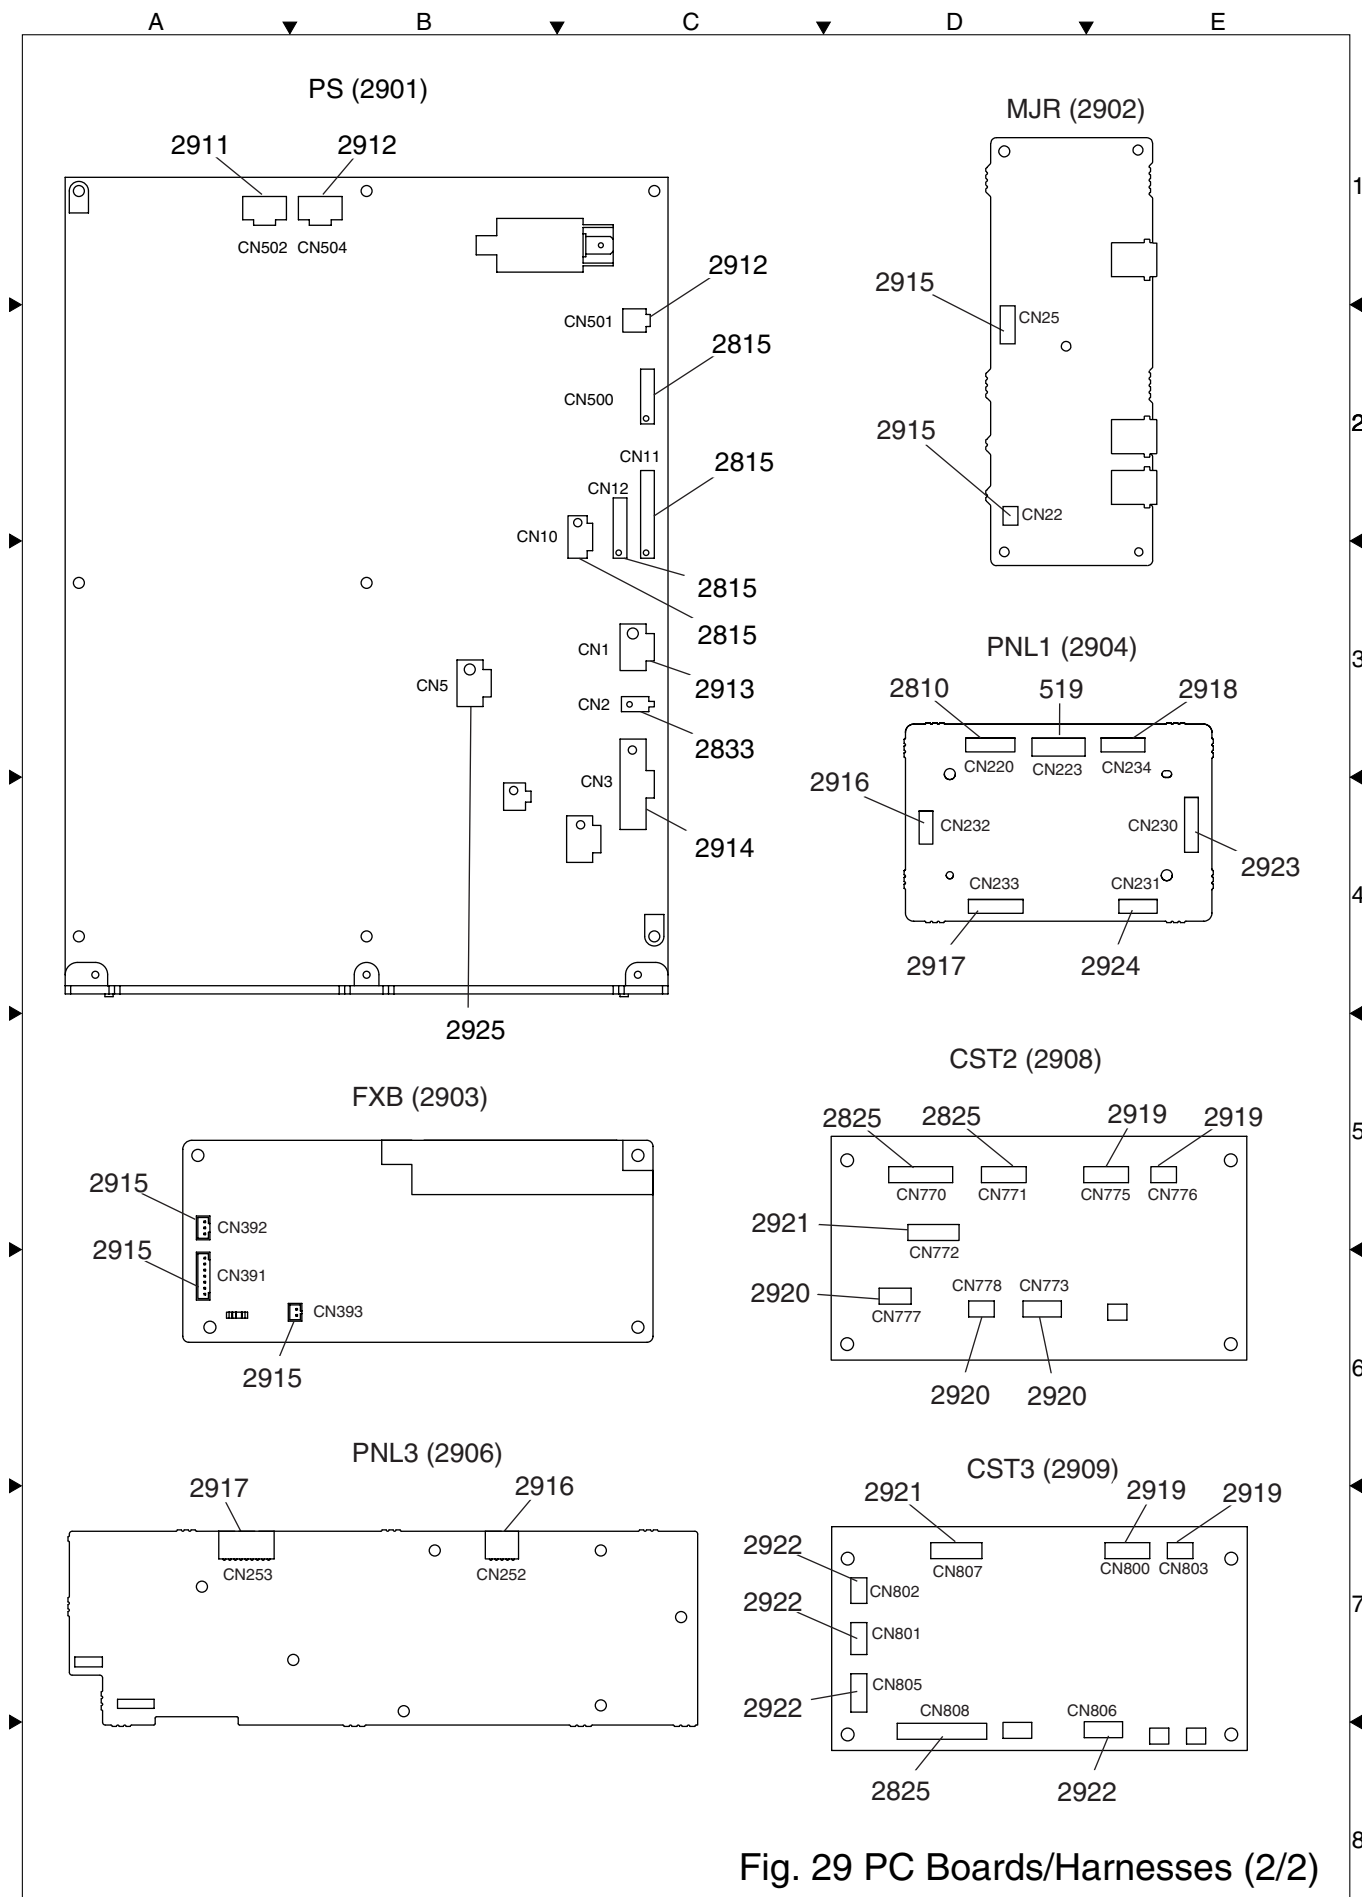 A B C D E
PS (2901)
2911 2912
CN502 CN504
2912
CN501
2815
CN500
CN11
2815
CN12
CN10
2815
2815
CN1
2913
CN5
CN2
2833
CN3
2914
2925
MJR (2902)
2915
CN25
2915
CN22
PNL1 (2904)
2810 519 2918
CN220 CN223 CN234
2916
CN232
CN230
2923
CN233 CN231
2917 2924
FXB (2903)
2915
CN392
2915
CN391
CN393
2915
CST2 (2908)
2825 2825 2919 2919
CN770 CN771 CN775 CN776
2921
CN772
2920
CN777
CN778 CN773
2920 2920
PNL3 (2906)
2917 2916
CN253 CN252
CST3 (2909)
2921 2919 2919
CN807 CN800 CN803
2922
CN802
2922
CN801
CN805
2922
CN808 CN806
2825 2922
1
2
3
4
5
6
7
8
Fig. 29 PC Boards/Harnesses (2/2)